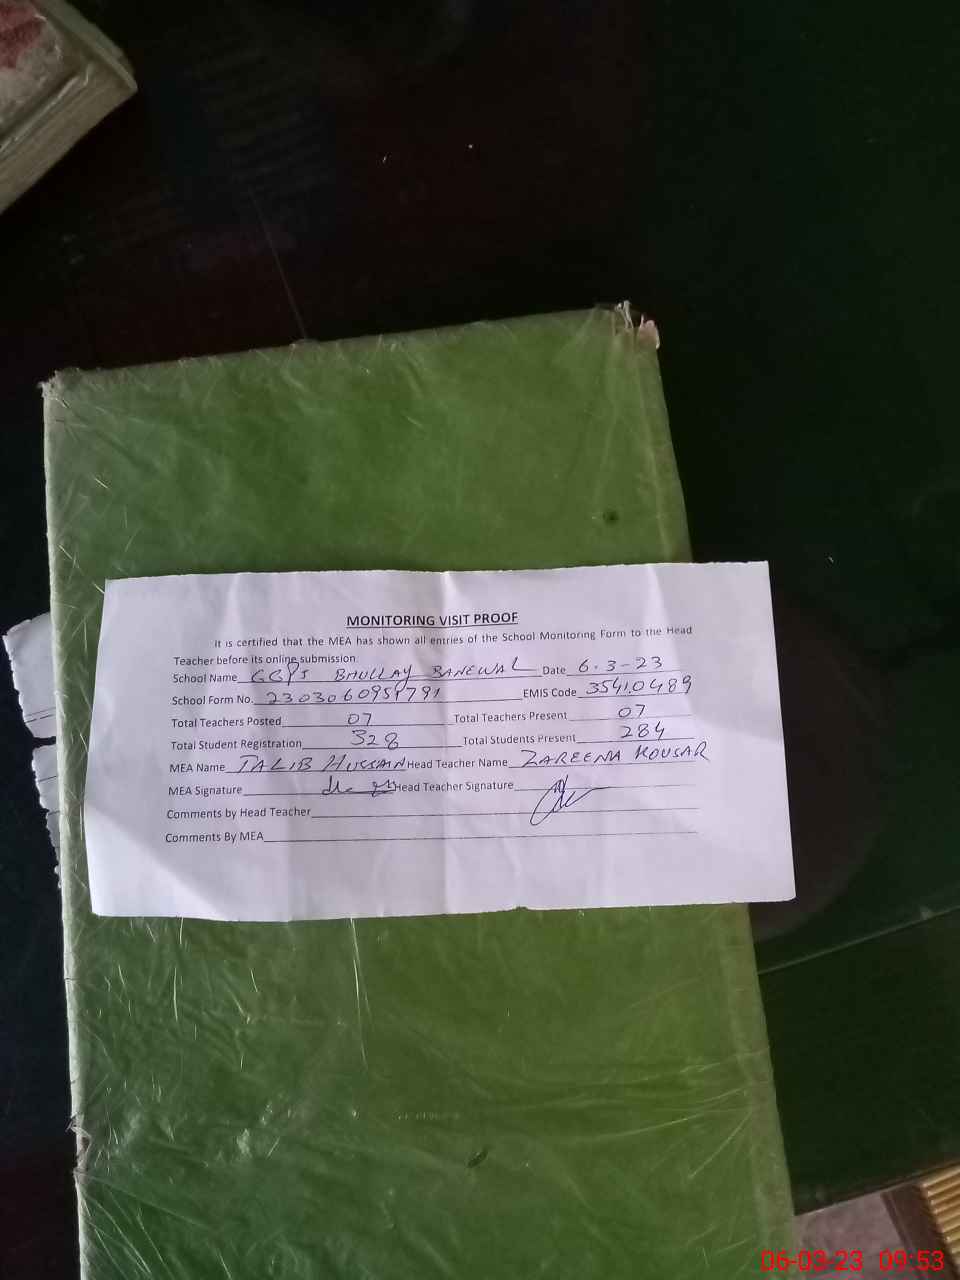 MONITORING VISIT PROOF
It is certified that the MEA has shown all entries of the School Monitoring Form to the Head
Teacher before its online submission
School Name GGPS BHULLAY BANEWAL Date 6-3-23
School Form No. 2303060951791 EMIS Code 35410489
Total Teachers Posted 07 Total Teachers Present 07
Total Student Registration 328 Total Students Present 284
MEA Name TALIB HUSSAIN Head Teacher Name ZAREENA KOUSAR
MEA Signature Head Teacher Signature
Comments by Head Teacher
Comments By MEA
06-03-23 09:53